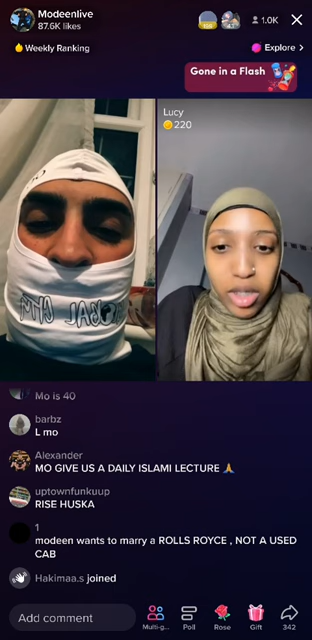 Modeenlive
87.6K likes
100
1.0K
Weekly Ranking
Explore >
Gone in a Flash
Lucy
220
Mo is 40
barbz
L mo
Alexander
MO GIVE US A DAILY ISLAMI LECTURE 🙏
uptownfunkuup
RISE HUSKA
1
modeen wants to marry a ROLLS ROYCE , NOT A USED
CAB
Hakimaa.s joined
Add comment
Multi-g...
Poll
Rose
Gift
342